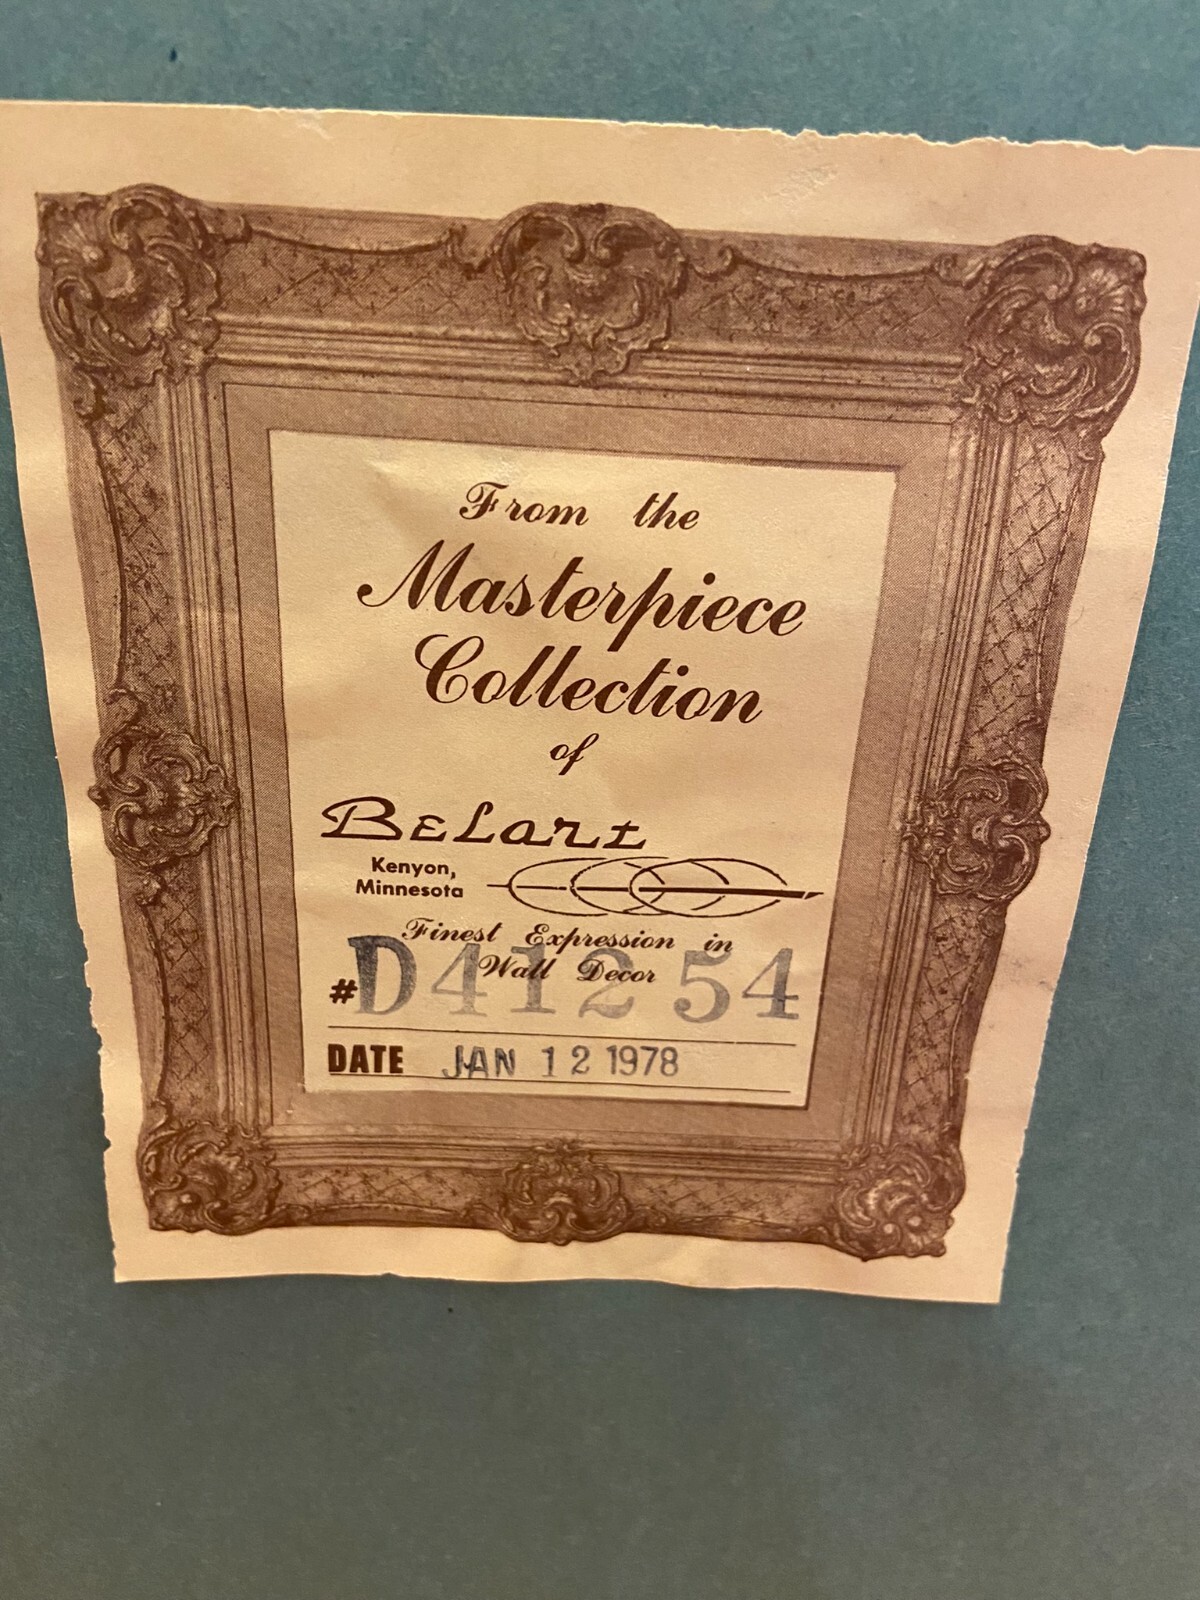 From the
Masterpiece
Collection
of
BELart
Kenyon,
Minnesota
Finest Expression in
Wall Decor
#D41254
DATE JAN 12 1978